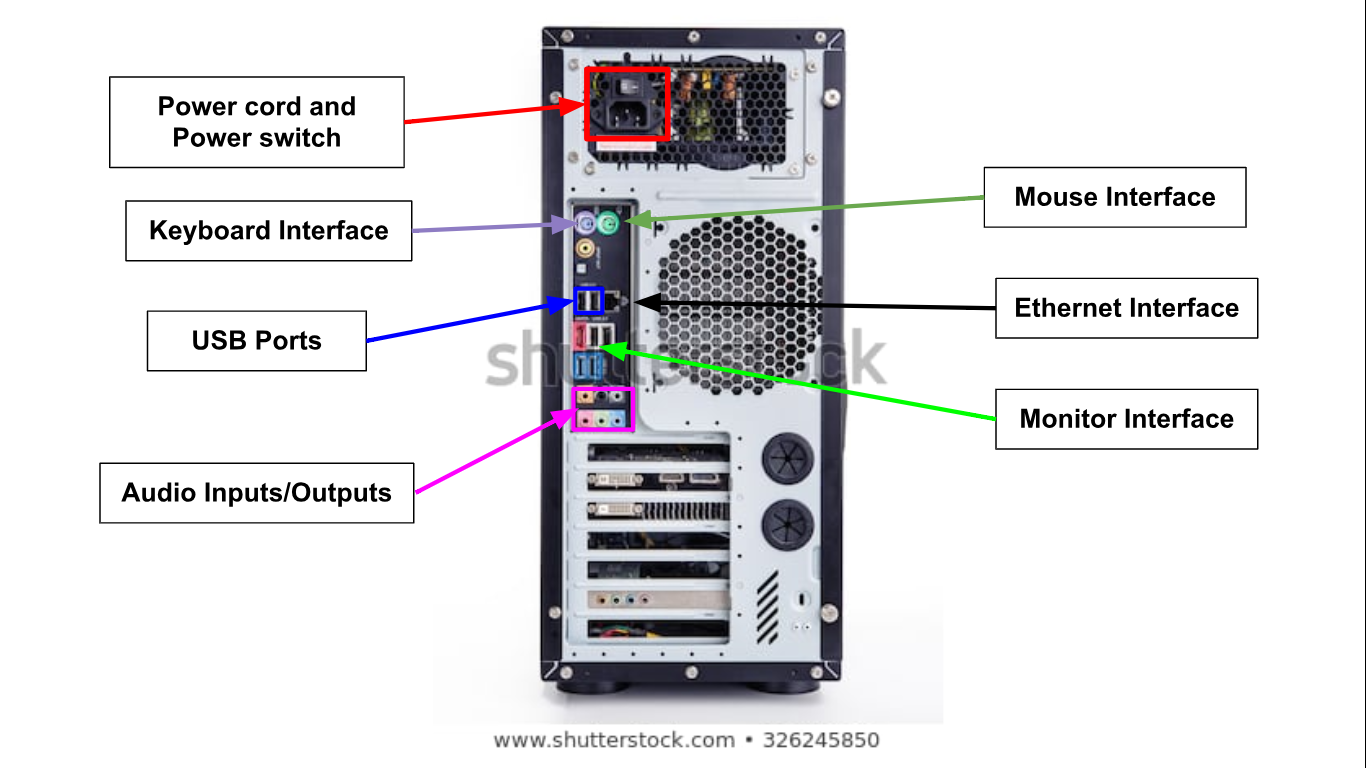 Power cord and
Power switch
Mouse Interface
Keyboard Interface
Ethernet Interface
USB Ports
shutterstock
Monitor Interface
Audio Inputs/Outputs
www.shutterstock.com • 326245850